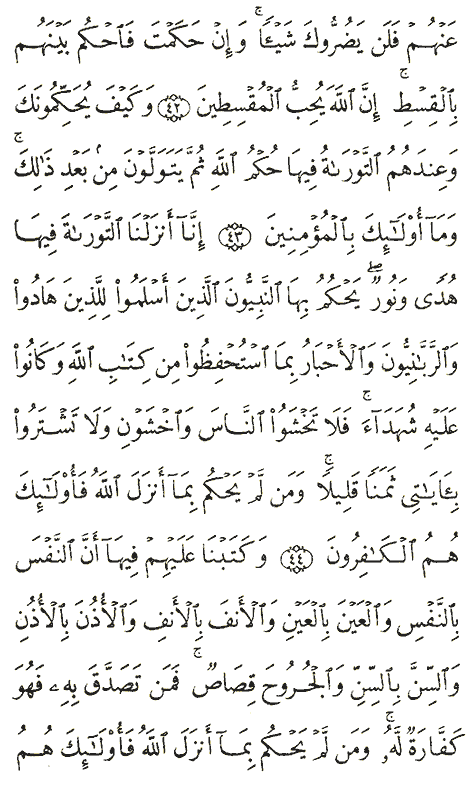 عَنْهُمْ فَلَن يَضُرُّوكَ شَيْـًٔا ۖ وَإِنْ حَكَمْتَ فَٱحْكُم بَيْنَهُم
بِٱلْقِسْطِ ۚ إِنَّ ٱللَّهَ يُحِبُّ ٱلْمُقْسِطِينَ ٤٢ وَكَيْفَ يُحَكِّمُونَكَ
وَعِندَهُمُ ٱلتَّوْرَىٰةُ فِيهَا حُكْمُ ٱللَّهِ ثُمَّ يَتَوَلَّوْنَ مِنۢ بَعْدِ ذَٰلِكَ ۚ
وَمَآ أُو۟لَـٰٓئِكَ بِٱلْمُؤْمِنِينَ ٤٣ إِنَّآ أَنزَلْنَا ٱلتَّوْرَىٰةَ فِيهَا
هُدًى وَنُورٌ ۖ يَحْكُمُ بِهَا ٱلنَّبِيُّونَ ٱلَّذِينَ أَسْلَمُوا۟ لِلَّذِينَ هَادُوا۟
وَٱلرَّبَّـٰنِيُّونَ وَٱلْأَحْبَارُ بِمَا ٱسْتُحْفِظُوا۟ مِن كِتَـٰبِ ٱللَّهِ وَكَانُوا۟
عَلَيْهِ شُهَدَآءَ ۚ فَلَا تَخْشَوُا۟ ٱلنَّاسَ وَٱخْشَوْنِ وَلَا تَشْتَرُوا۟
بِـَٔايَـٰتِى ثَمَنًا قَلِيلًا ۚ وَمَن لَّمْ يَحْكُم بِمَآ أَنزَلَ ٱللَّهُ فَأُو۟لَـٰٓئِكَ
هُمُ ٱلْكَـٰفِرُونَ ٤٤ وَكَتَبْنَا عَلَيْهِمْ فِيهَآ أَنَّ ٱلنَّفْسَ
بِٱلنَّفْسِ وَٱلْعَيْنَ بِٱلْعَيْنِ وَٱلْأَنفَ بِٱلْأَنفِ وَٱلْأُذُنَ بِٱلْأُذُنِ
وَٱلسِّنَّ بِٱلسِّنِّ وَٱلْجُرُوحَ قِصَاصٌ ۚ فَمَن تَصَدَّقَ بِهِۦ فَهُوَ
كَفَّارَةٌ لَّهُۥ ۚ وَمَن لَّمْ يَحْكُم بِمَآ أَنزَلَ ٱللَّهُ فَأُو۟لَـٰٓئِكَ هُمُ